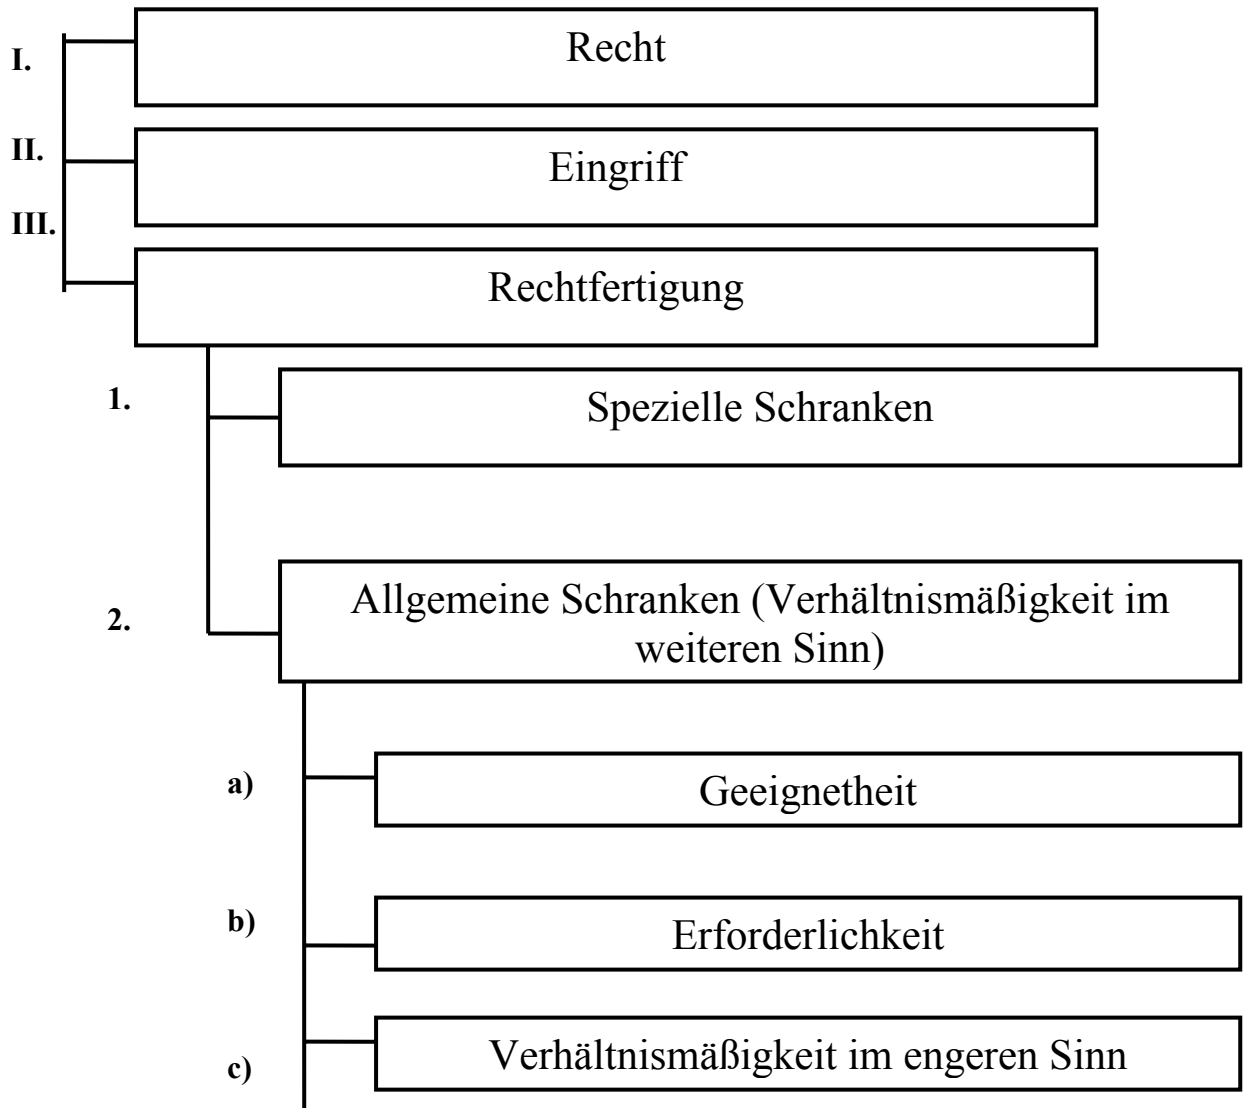 I. Recht
II. Eingriff
III. Rechtfertigung
1. Spezielle Schranken
2. Allgemeine Schranken (Verhältnismäßigkeit im
weiteren Sinn)
a) Geeignetheit
b) Erforderlichkeit
c) Verhältnismäßigkeit im engeren Sinn